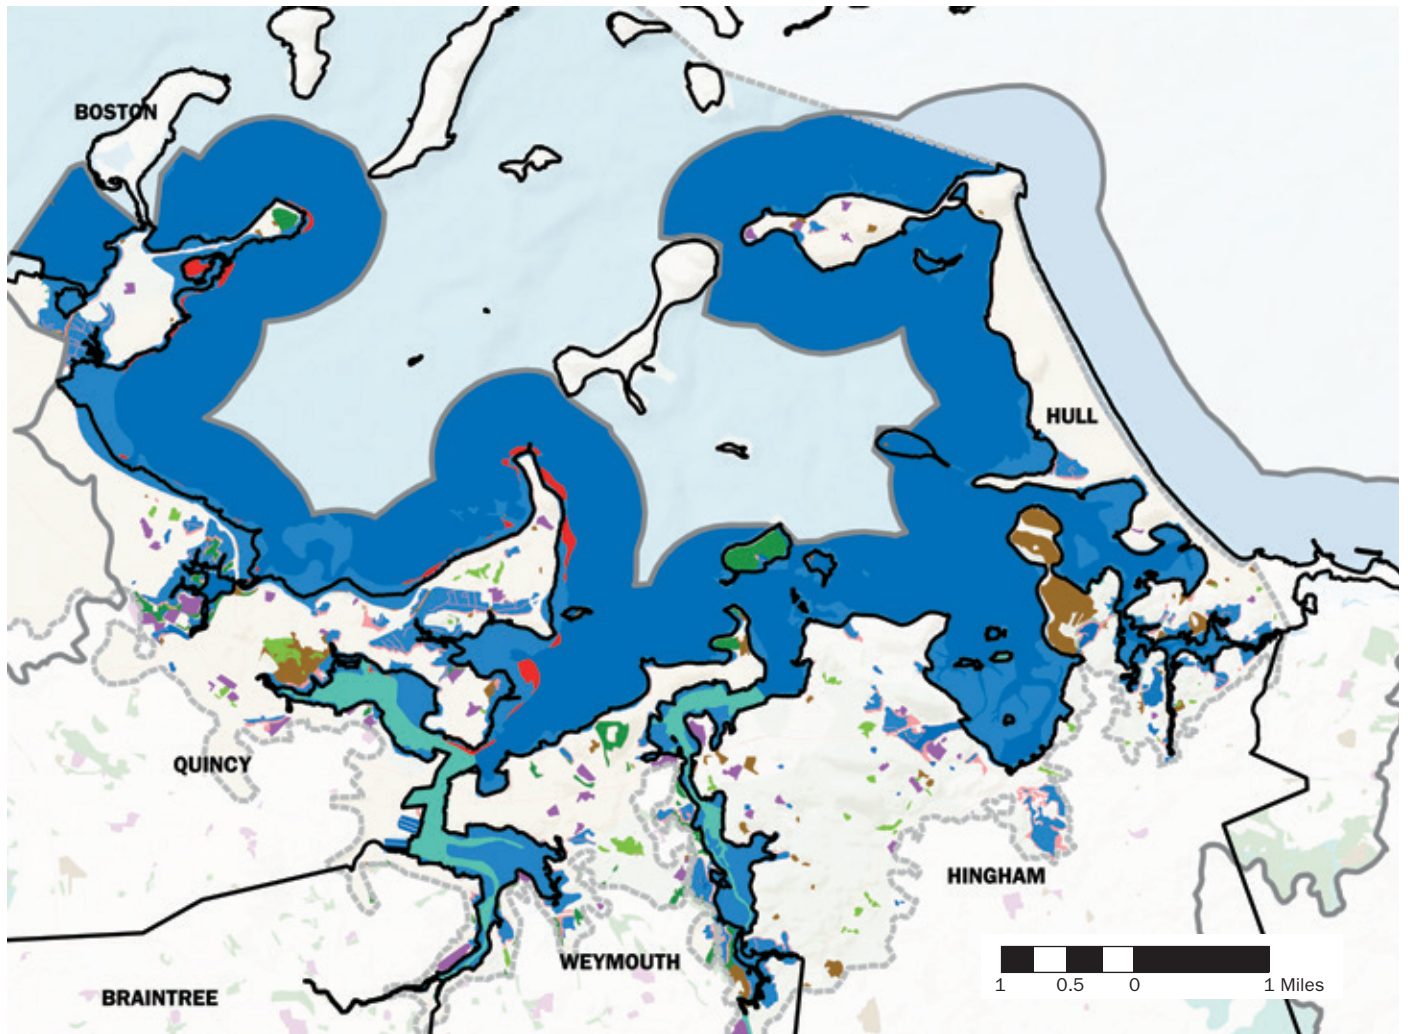 BOSTON
HULL
QUINCY
HINGHAM
WEYMOUTH
BRAINTREE
1 0.5 0 1 Miles